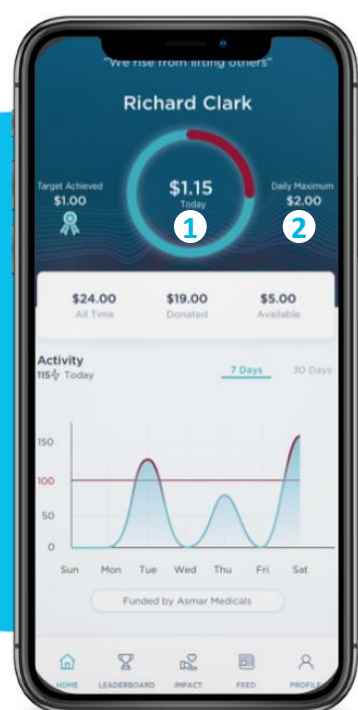 "We rise from lifting others"
Richard Clark
Target Achieved
$1.00
$1.15
Today
1
Daily Maximum
$2.00
2
$24.00 $19.00 $5.00
All Time Donated Available
Activity
115 Today
7 Days 30 Days
150
100
50
0
Sun Mon Tue Wed Thu Fri Sat
Funded by Asmar Medicals
HOME LEADERBOARD IMPACT FEED PROFILE